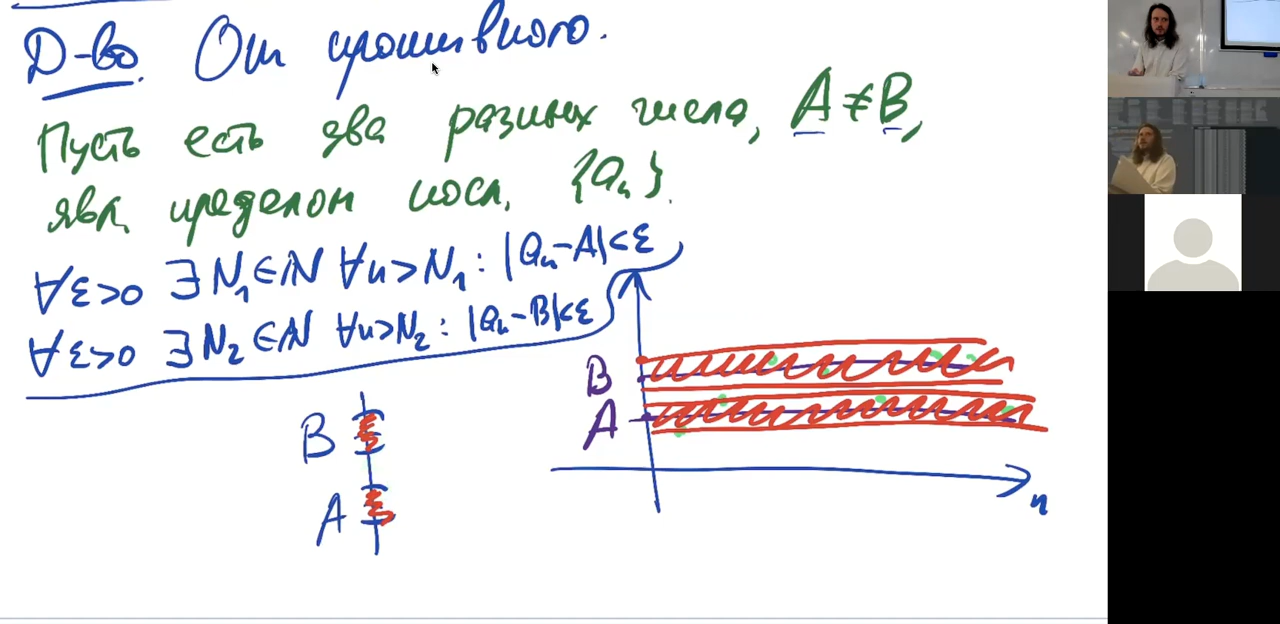 Д-во. От противного.
Пусть есть два разных числа, A ≠ B,
явл. пределом посл. {aₙ}.
∀ε>0 ∃N₁∈ℕ ∀n>N₁: |aₙ-A|<ε
∀ε>0 ∃N₂∈ℕ ∀n>N₂: |aₙ-B|<ε
B
A
B
A
n